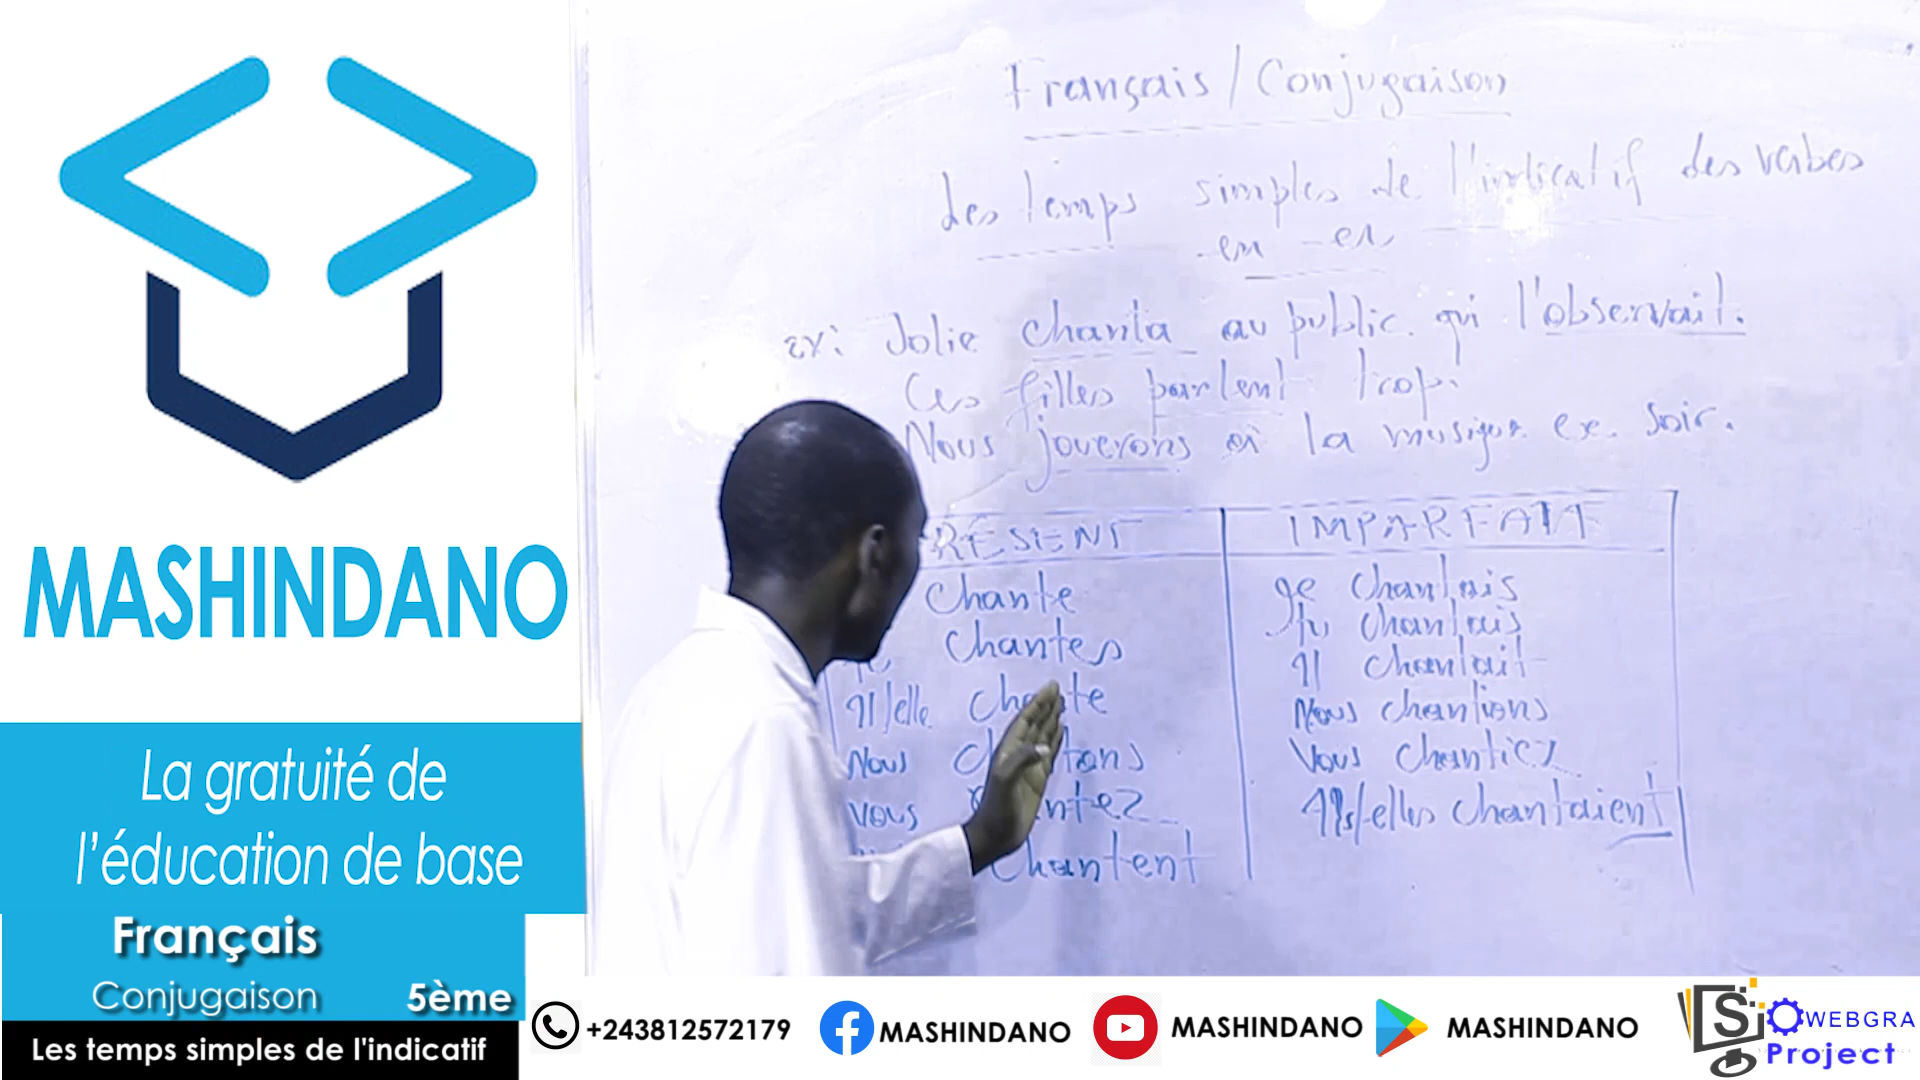 MASHINDANO
La gratuité de
l'éducation de base
Français
Conjugaison 5ème
Les temps simples de l'indicatif
Français / Conjugaison
des temps simples de l'indicatif des verbes
en - er
ex: Jolie chanta au public qui l'observait.
Ces filles parlent trop.
Nous jouerons à la musique ce soir.
RÉSENT IMPARFAIT
chante je chantais
chantes tu chantais
il/elle chante il chantait
Nous Nous chantions
vous vous chantiez
chantent ils/elles chantaient
+243812572179 MASHINDANO MASHINDANO MASHINDANO
WEBGRA
Project